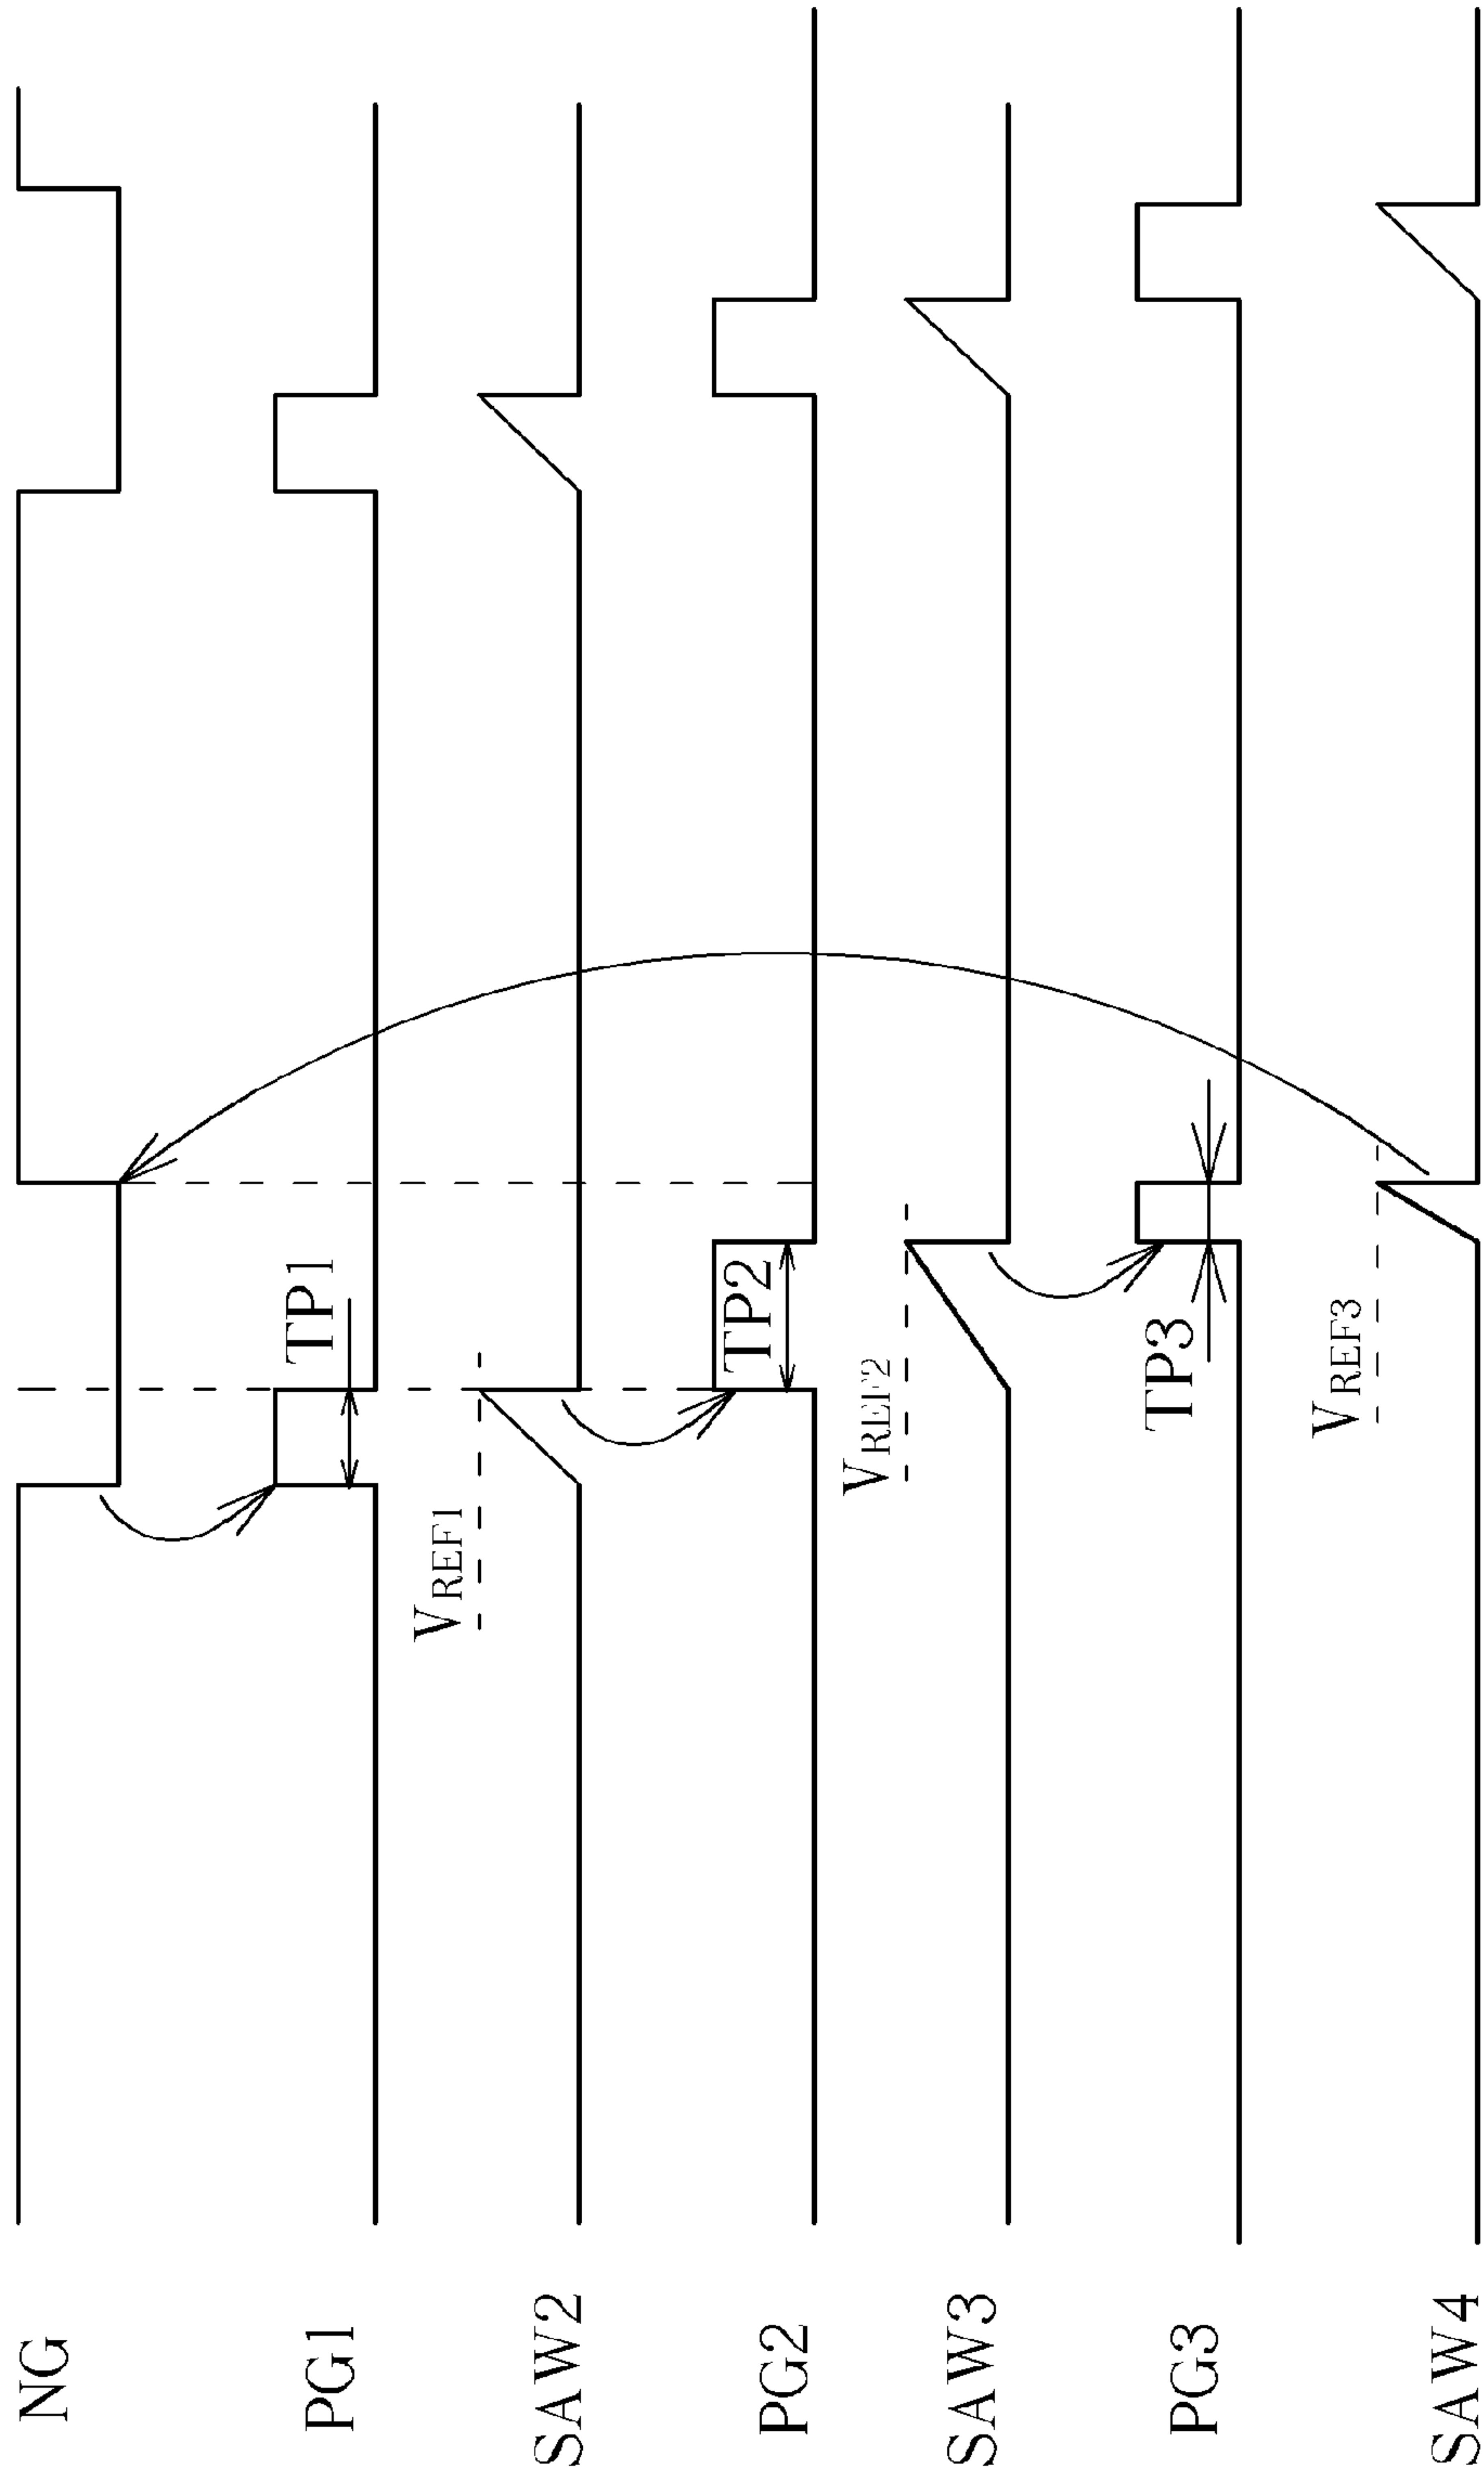 NG
PG1
TP1
SAW2
VREF1
PG2
TP2
SAW3
VREF2
PG3
TP3
SAW4
VREF3